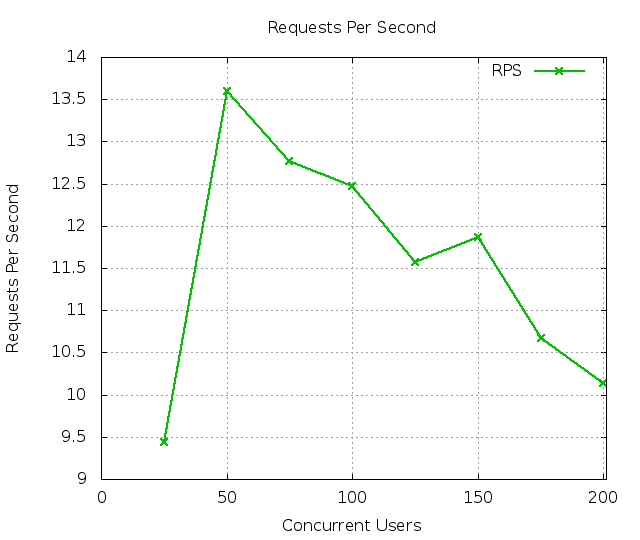 Requests Per Second
14
RPS
13.5
13
12.5
12
11.5
11
10.5
10
9.5
9
Requests Per Second
0 50 100 150 200
Concurrent Users